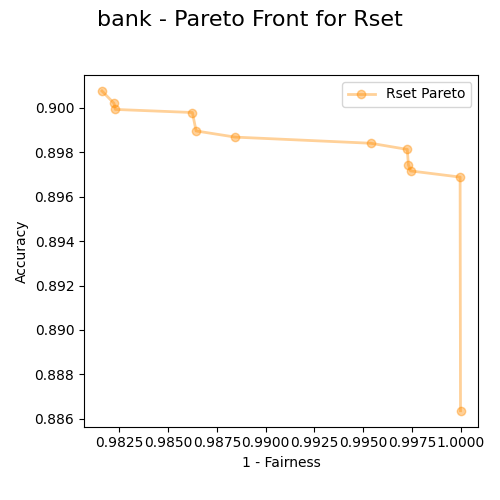 bank - Pareto Front for Rset
Rset Pareto
0.900
0.898
0.896
0.894
0.892
0.890
0.888
0.886
Accuracy
0.9825 0.9850 0.9875 0.9900 0.9925 0.9950 0.9975 1.0000
1 - Fairness